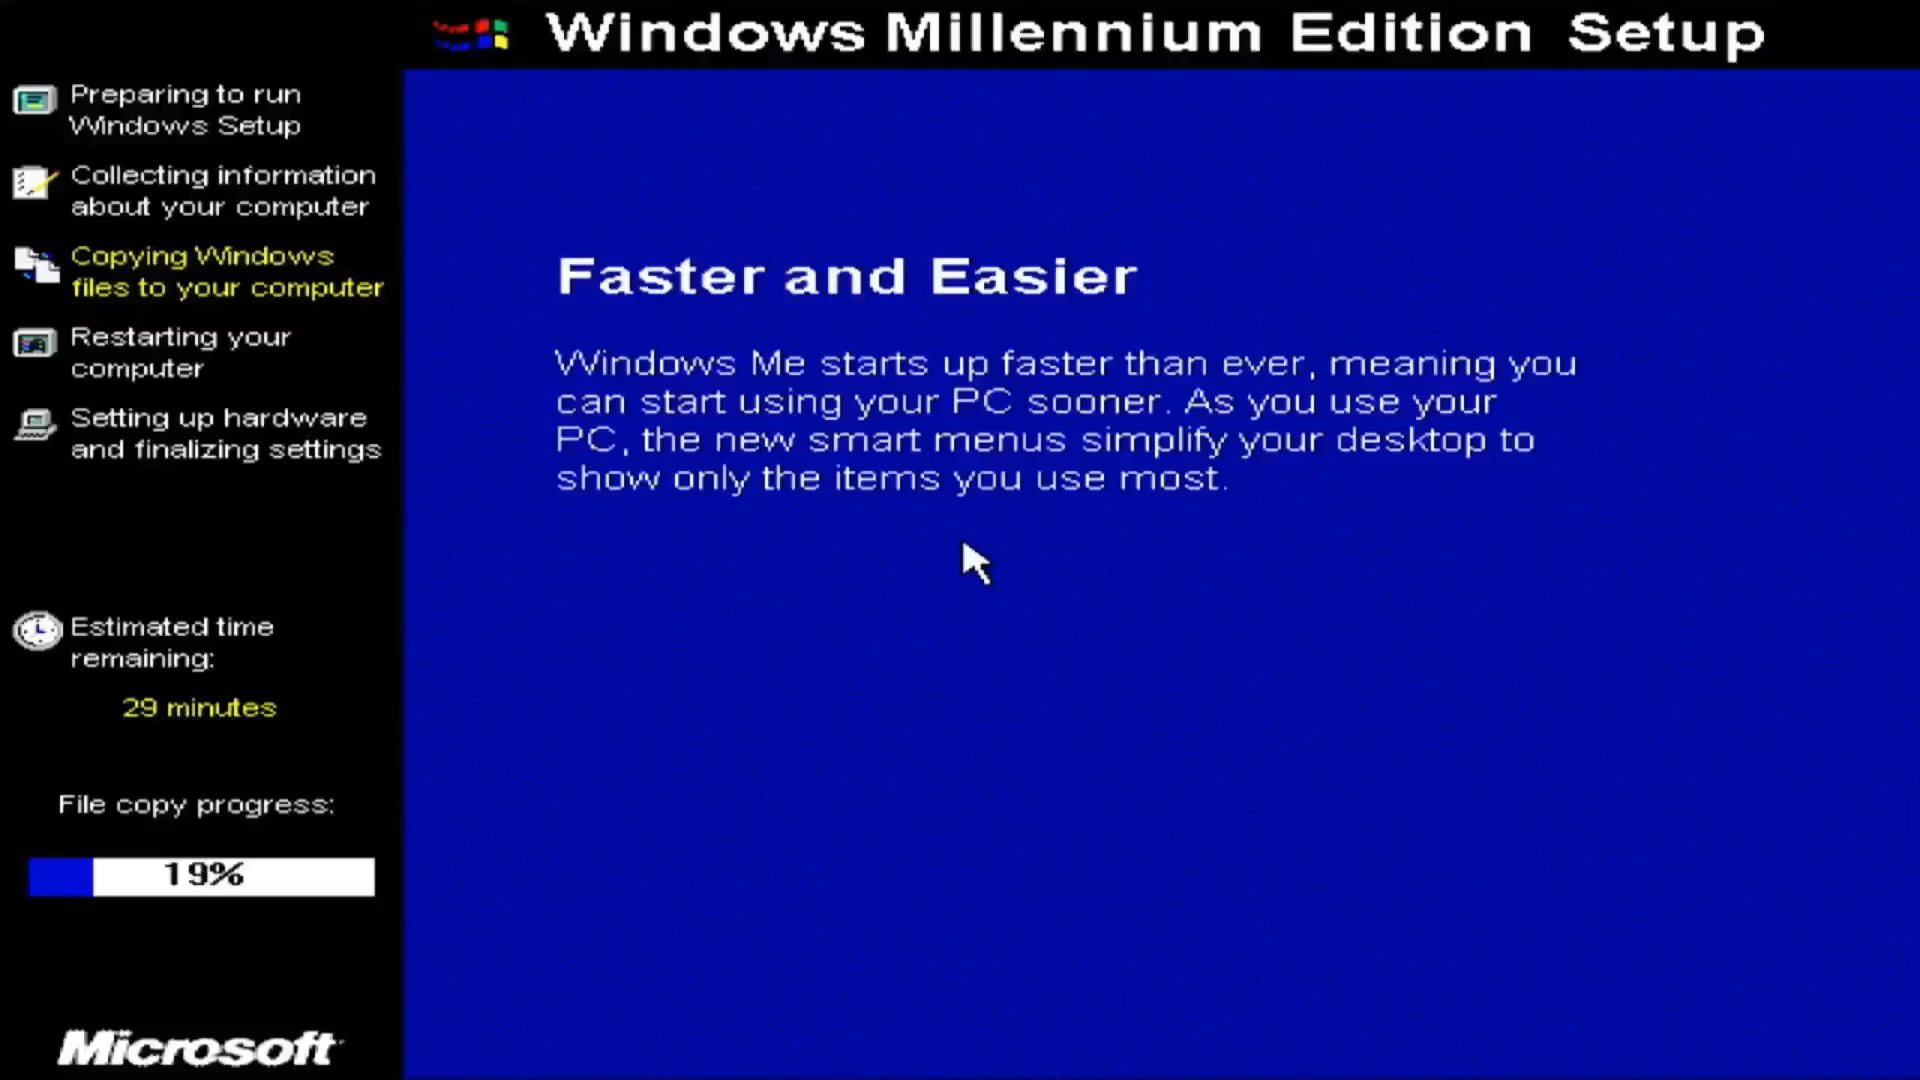 Windows Millennium Edition Setup
Preparing to run
Windows Setup
Collecting information
about your computer
Copying Windows
files to your computer
Restarting your
computer
Setting up hardware
and finalizing settings
Estimated time
remaining:
29 minutes
File copy progress:
19%
Microsoft
Faster and Easier
Windows Me starts up faster than ever, meaning you
can start using your PC sooner. As you use your
PC, the new smart menus simplify your desktop to
show only the items you use most.